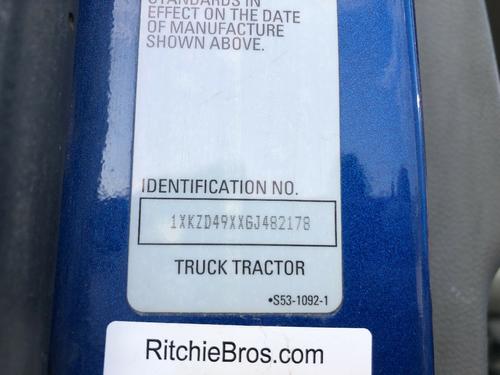 STANDARDS IN
EFFECT ON THE DATE
OF MANUFACTURE
SHOWN ABOVE.
IDENTIFICATION NO.
1XKZD49XX6J482178
TRUCK TRACTOR
•S53-1092-1
RitchieBros.com